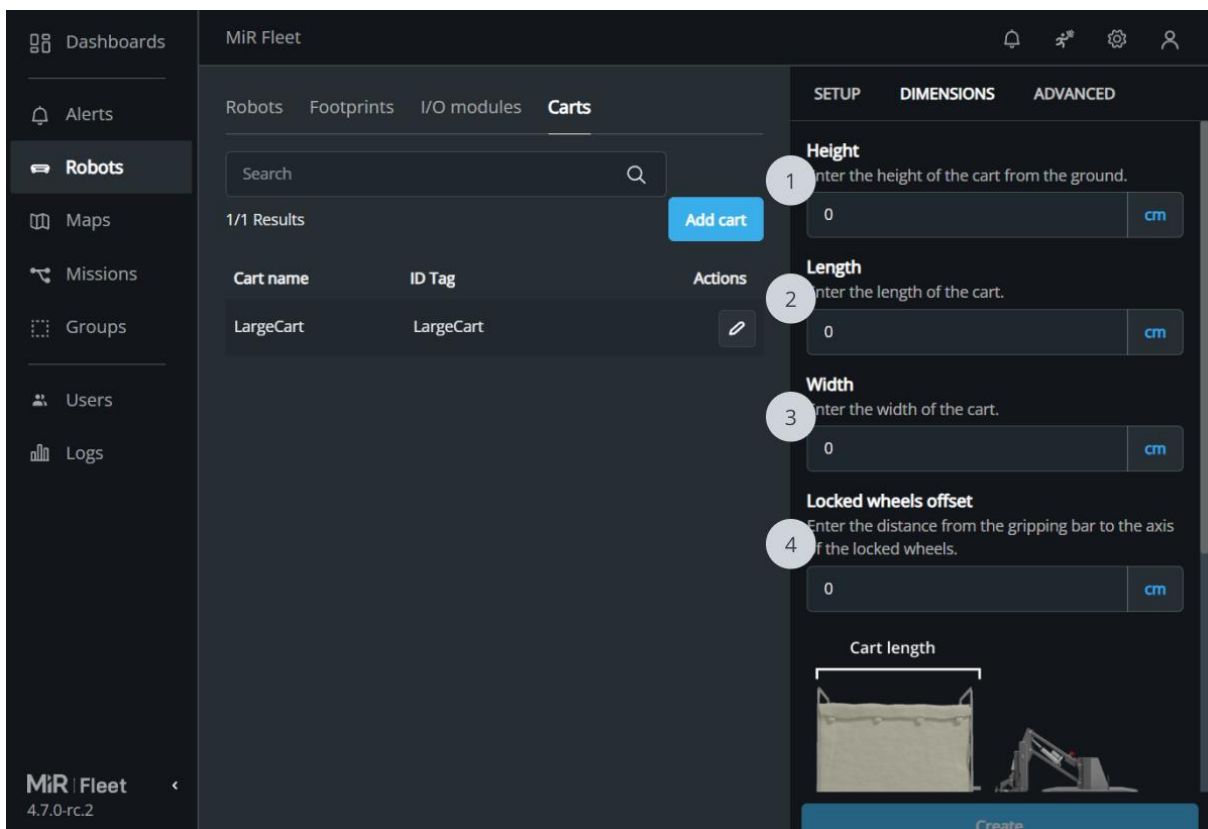 Dashboards
Alerts
Robots
Maps
Missions
Groups
Users
Logs
MiR Fleet
4.7.0-rc.2
MiR Fleet
Robots Footprints I/O modules Carts
Search
1/1 Results
Add cart
Cart name ID Tag Actions
LargeCart LargeCart
SETUP DIMENSIONS ADVANCED
Height
1
nter the height of the cart from the ground.
0 cm
Length
2
nter the length of the cart.
0 cm
Width
3
nter the width of the cart.
0 cm
Locked wheels offset
Enter the distance from the gripping bar to the axis
4
f the locked wheels.
0 cm
Cart length
Create